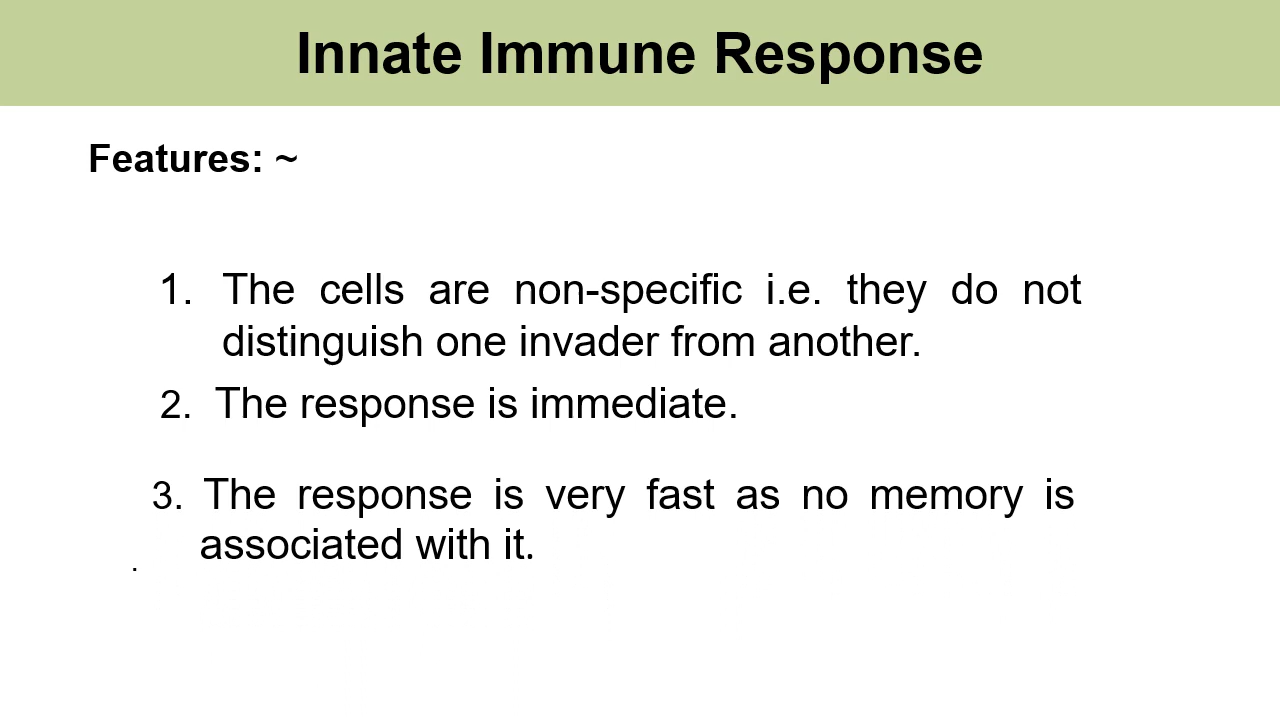 Innate Immune Response
Features: ~
1. The cells are non-specific i.e. they do not
distinguish one invader from another.
2. The response is immediate.
3. The response is very fast as no memory is
associated with it.
.